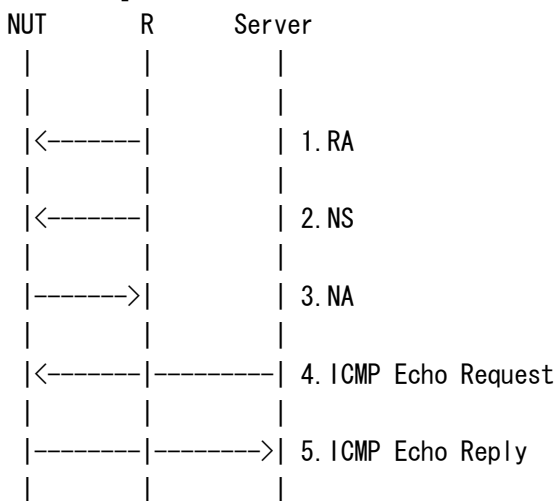 NUT R Server
| | |
| | |
|<-------| | 1.RA
| | |
|<-------| | 2.NS
| | |
|------->| | 3.NA
| | |
|<-------|---------| 4.ICMP Echo Request
| | |
|--------|-------->| 5.ICMP Echo Reply
| | |